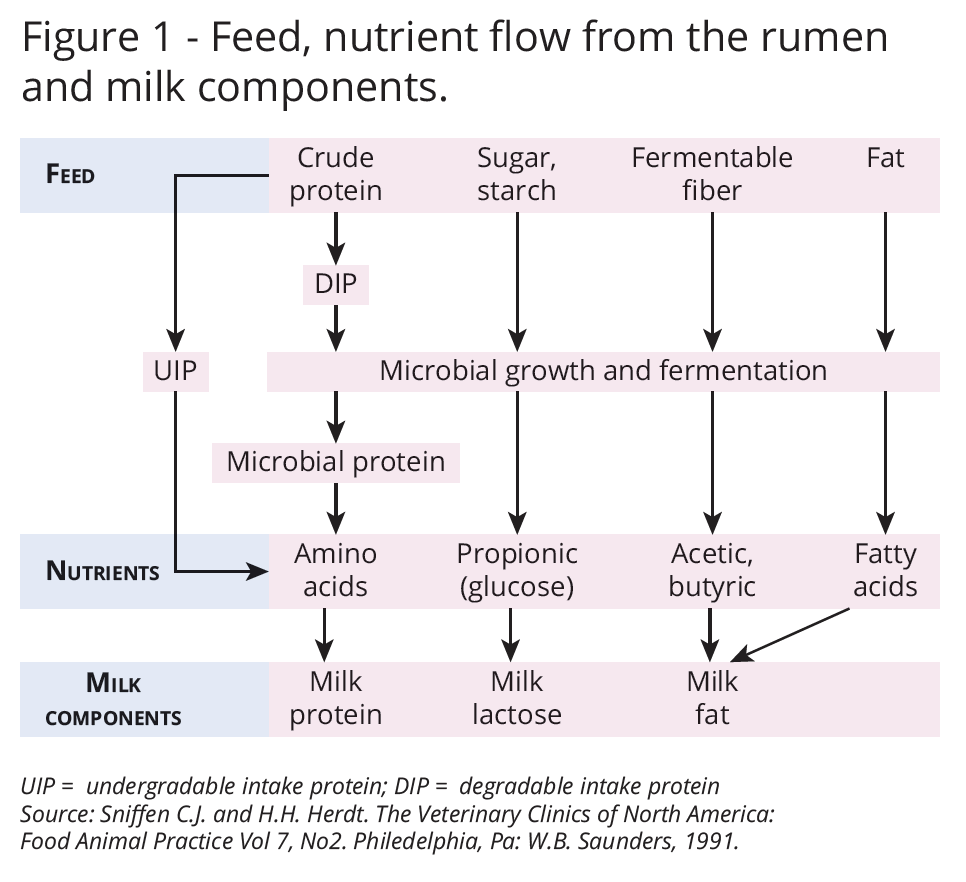 Figure 1 - Feed, nutrient flow from the rumen
and milk components.
FEED
Crude
protein
Sugar,
starch
Fermentable
fiber
Fat
DIP
UIP
Microbial growth and fermentation
Microbial protein
NUTRIENTS
Amino
acids
Propionic
(glucose)
Acetic,
butyric
Fatty
acids
MILK
COMPONENTS
Milk
protein
Milk
lactose
Milk
fat
UIP = undergradable intake protein; DIP = degradable intake protein
Source: Sniffen C.J. and H.H. Herdt. The Veterinary Clinics of North America:
Food Animal Practice Vol 7, No2. Philedelphia, Pa: W.B. Saunders, 1991.